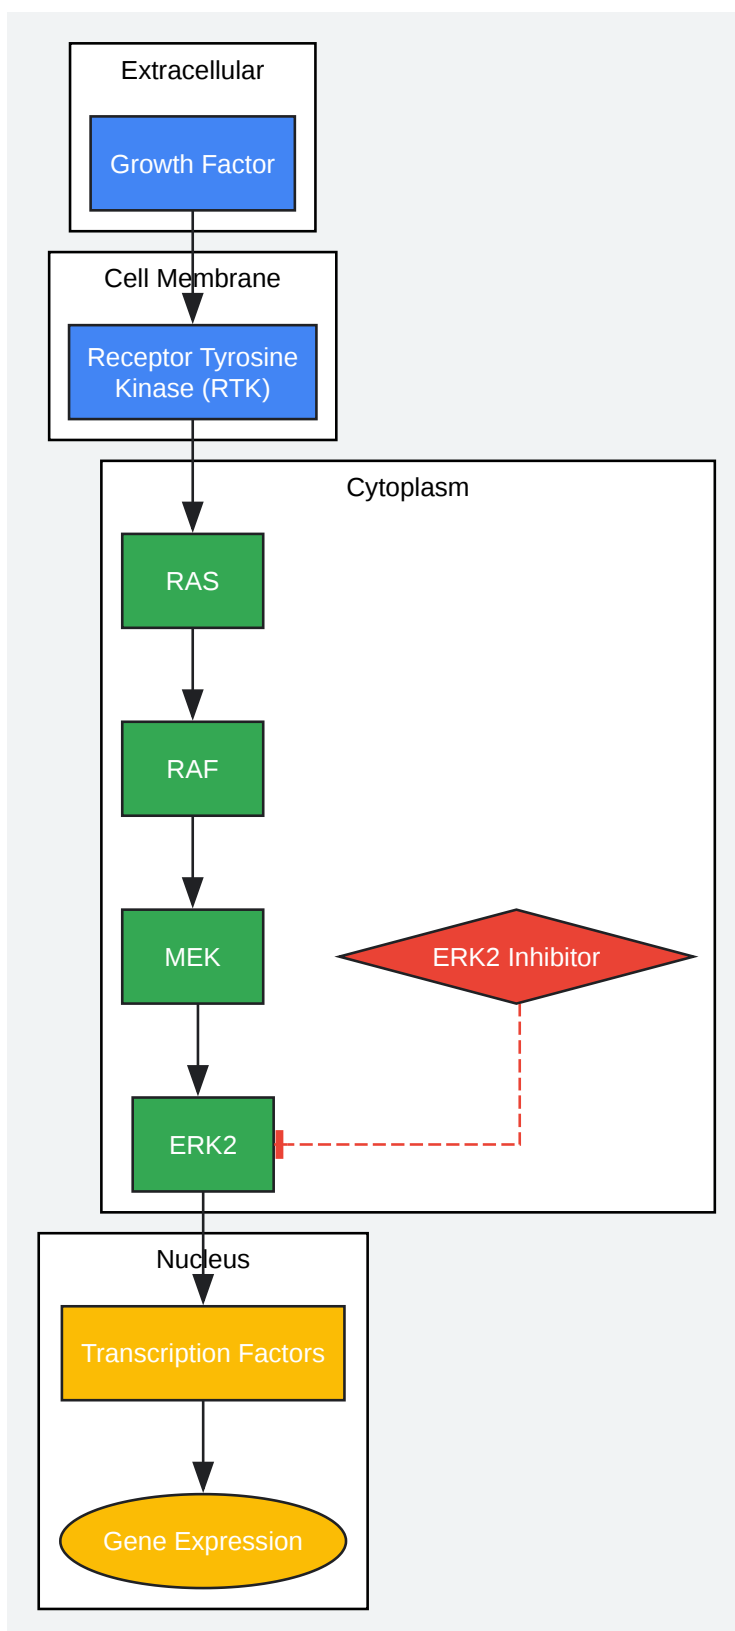 Extracellular
Growth Factor
Cell Membrane
Receptor Tyrosine
Kinase (RTK)
Cytoplasm
RAS
RAF
MEK
ERK2 Inhibitor
ERK2
Nucleus
Transcription Factors
Gene Expression